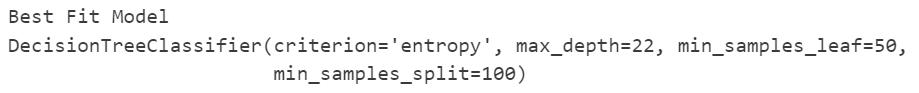 Best Fit Model
DecisionTreeClassifier(criterion='entropy', max_depth=22, min_samples_leaf=50,
min_samples_split=100)